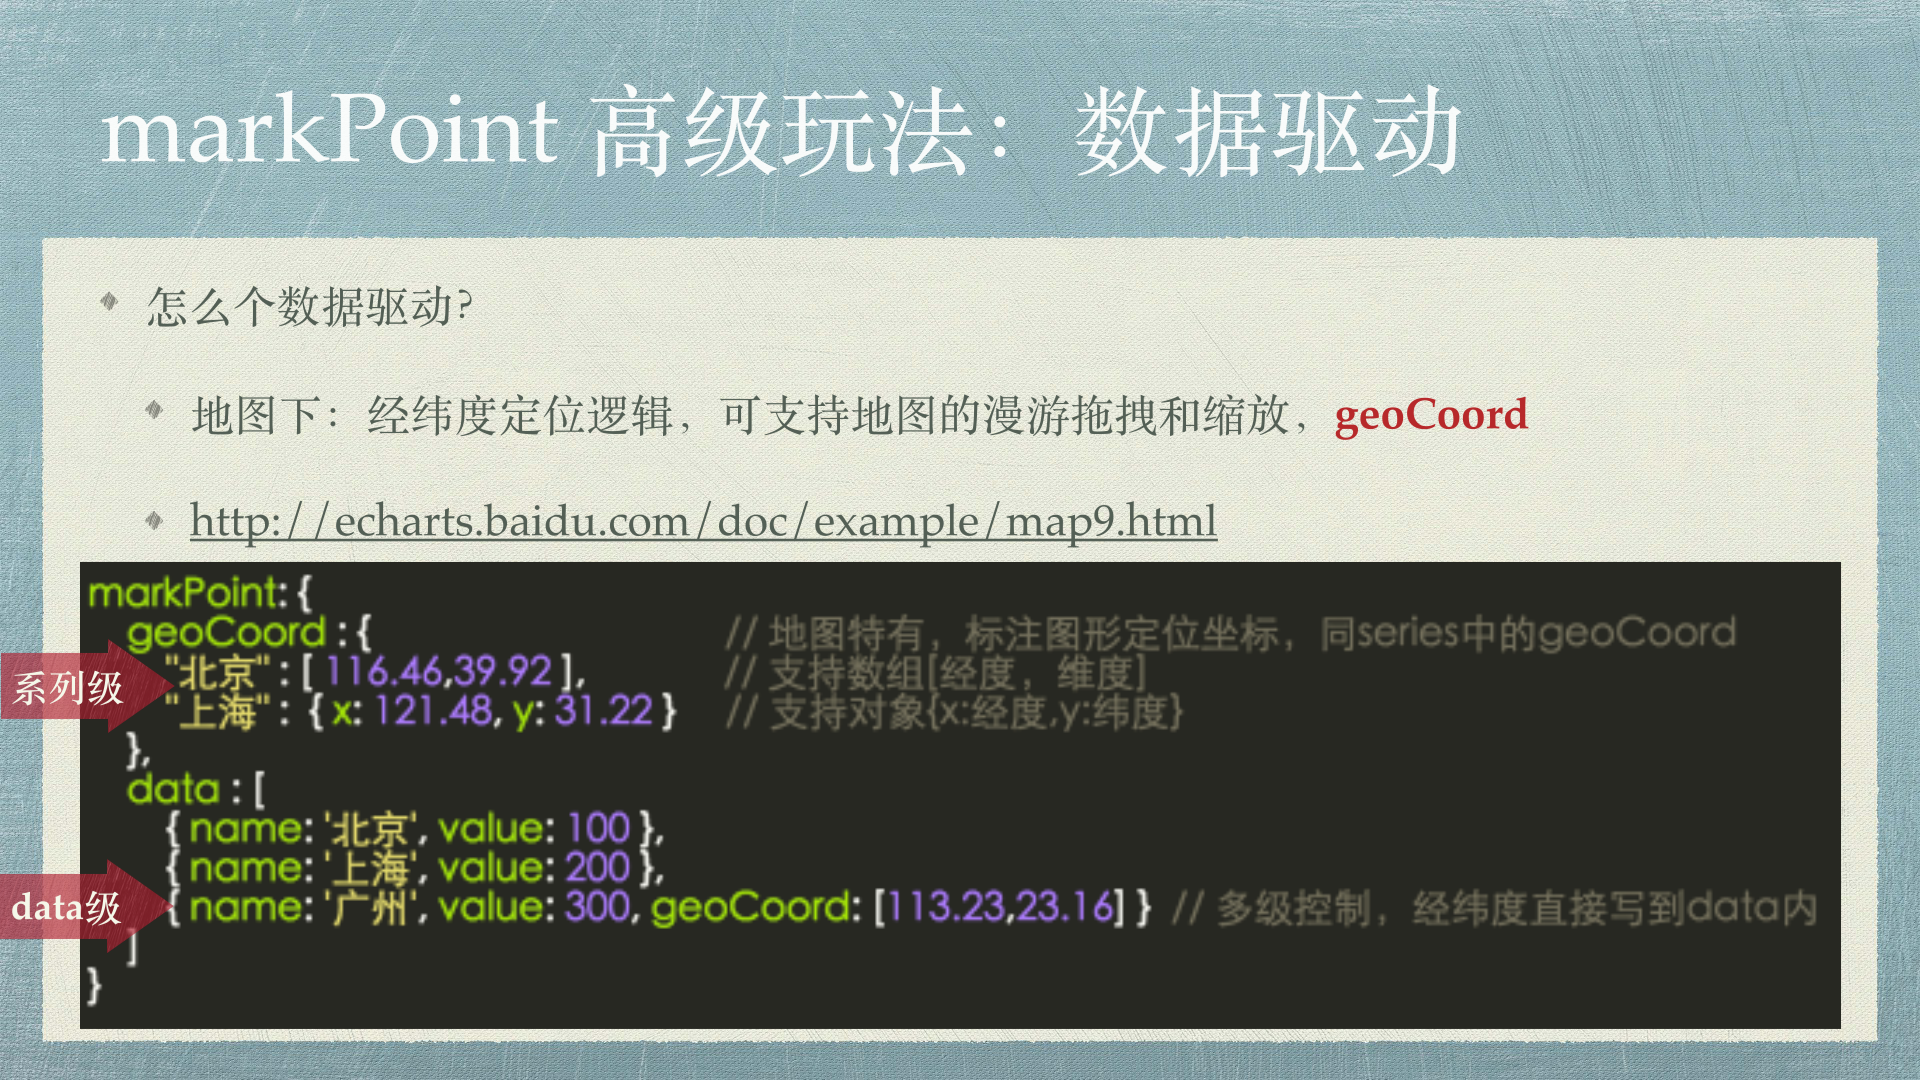 markPoint 高级玩法：数据驱动
怎么个数据驱动?
地图下：经纬度定位逻辑，可支持地图的漫游拖拽和缩放，geoCoord
http://echarts.baidu.com/doc/example/map9.html
markPoint: {
geoCoord : { // 地图特有，标注图形定位坐标，同series中的geoCoord
系列级
"北京" : [ 116.46,39.92 ], // 支持数组[经度，维度]
"上海" : { x: 121.48, y: 31.22 } // 支持对象{x:经度,y:纬度}
},
data : [
{ name: '北京', value: 100 },
{ name: '上海', value: 200 },
data级
{ name: '广州', value: 300, geoCoord: [113.23,23.16] } // 多级控制，经纬度直接写到data内
]
}